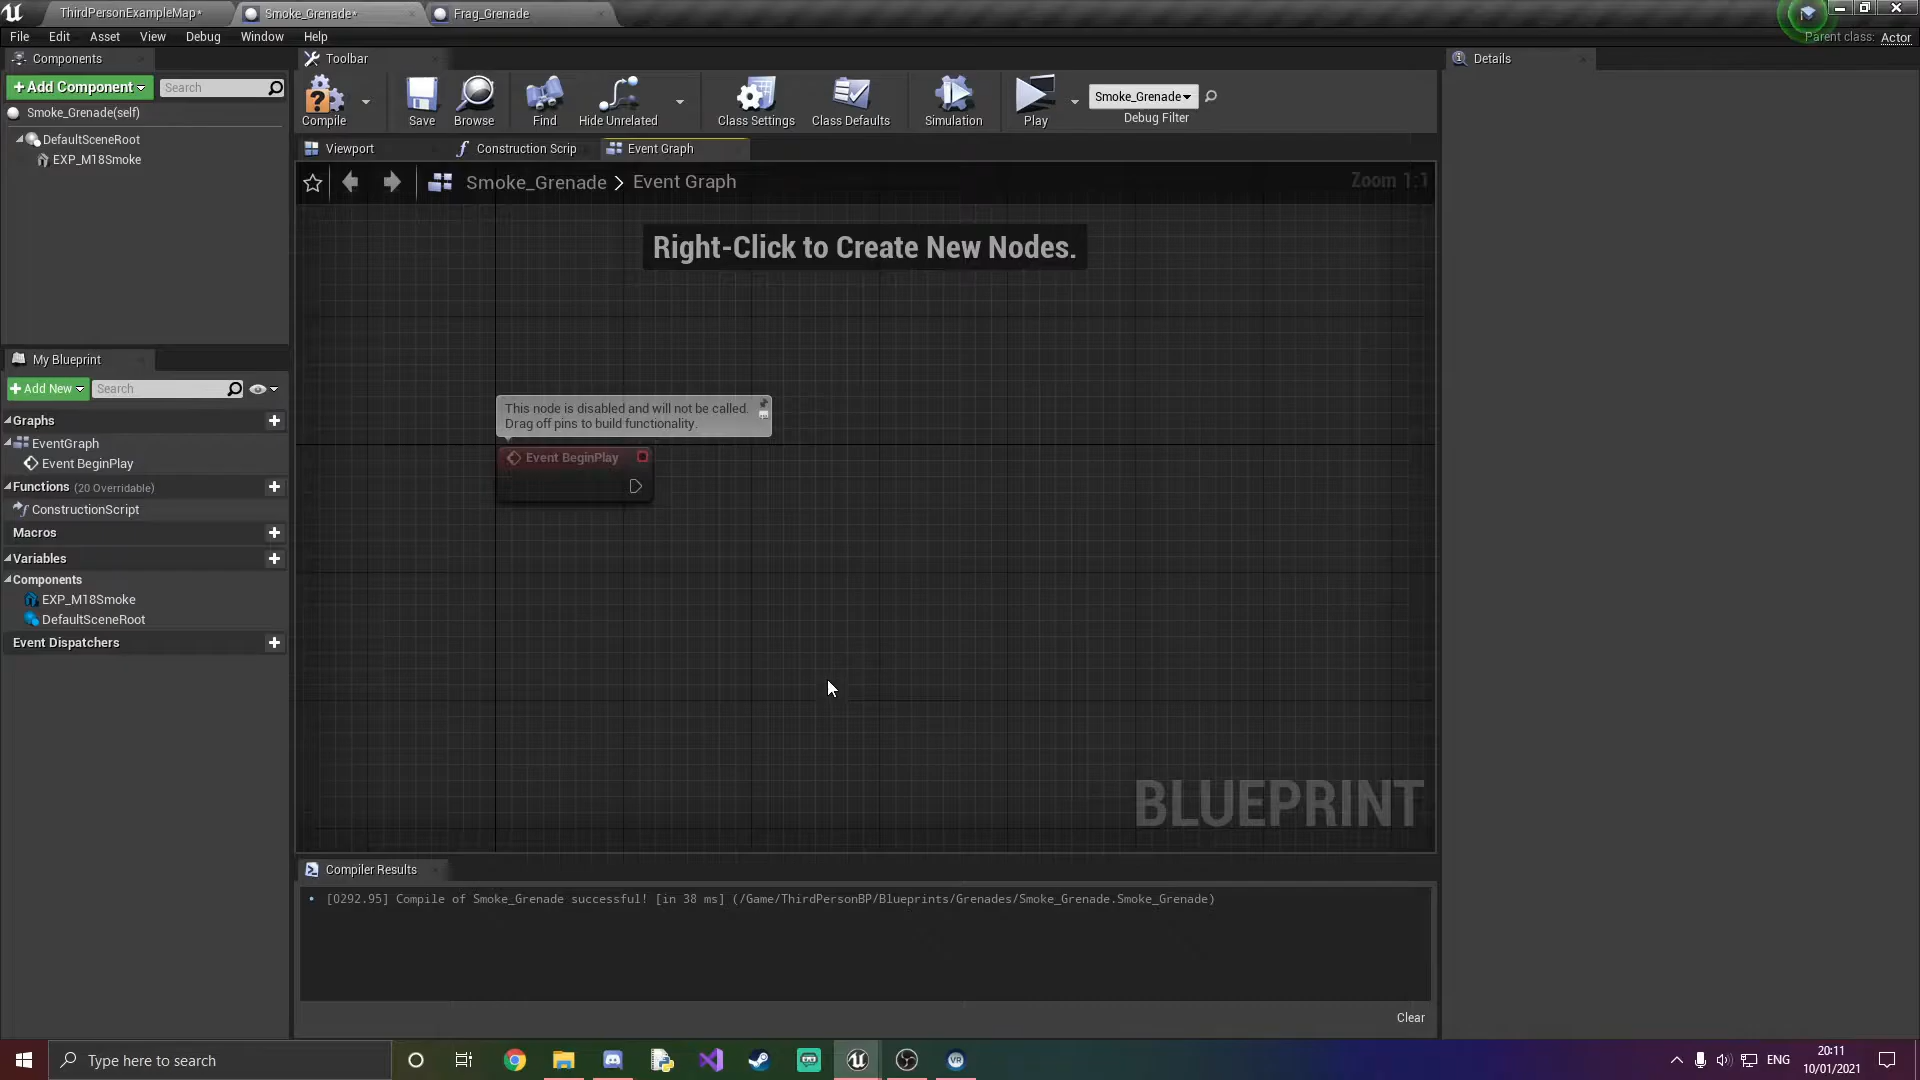 ThirdPersonExampleMap*
Smoke_Grenade*
Frag_Grenade
File Edit Asset View Debug Window Help
Parent class: Actor
Components
Toolbar
Details
+Add Component
Search
Smoke_Grenade(self)
DefaultSceneRoot
EXP_M18Smoke
Compile
Save
Browse
Find
Hide Unrelated
Class Settings
Class Defaults
Simulation
Play
Smoke_Grenade
Debug Filter
Viewport
Construction Scrip
Event Graph
Smoke_Grenade > Event Graph
Zoom 1:1
Right-Click to Create New Nodes.
This node is disabled and will not be called.
Drag off pins to build functionality.
Event BeginPlay
BLUEPRINT
My Blueprint
+Add New
Search
Graphs
EventGraph
Event BeginPlay
Functions (20 Overridable)
ConstructionScript
Macros
Variables
Components
EXP_M18Smoke
DefaultSceneRoot
Event Dispatchers
Compiler Results
[0292.95] Compile of Smoke_Grenade successful! [in 38 ms] (/Game/ThirdPersonBP/Blueprints/Grenades/Smoke_Grenade.Smoke_Grenade)
Clear
Type here to search
ENG
20:11
10/01/2021